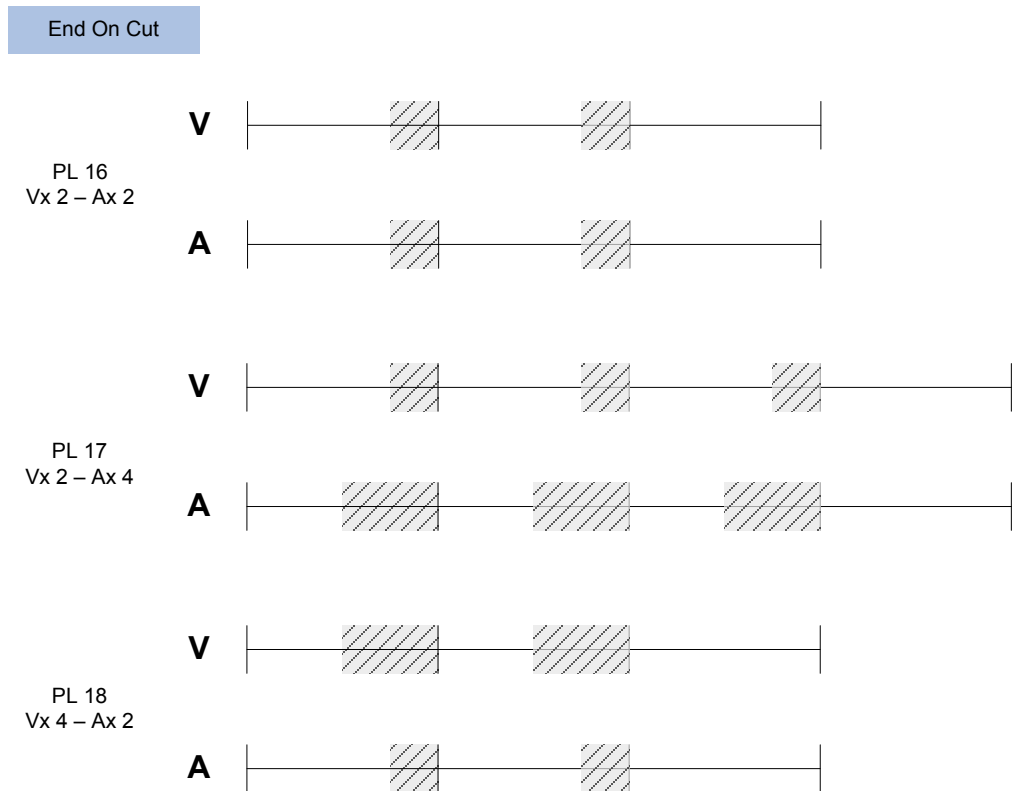 End On Cut
V
PL 16
Vx 2 – Ax 2
A
V
PL 17
Vx 2 – Ax 4
A
V
PL 18
Vx 4 – Ax 2
A